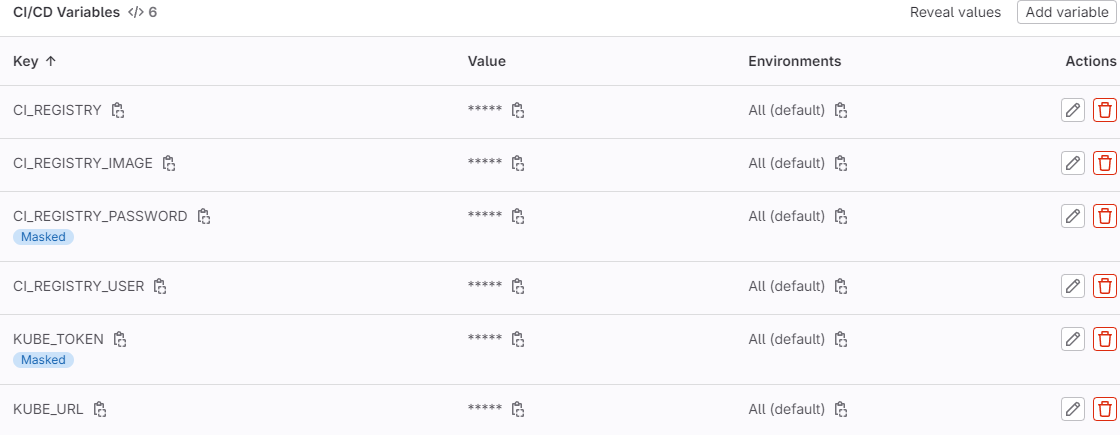 CI/CD Variables </> 6 Reveal values Add variable
Key ↑ Value Environments Actions
CI_REGISTRY ***** All (default)
CI_REGISTRY_IMAGE ***** All (default)
CI_REGISTRY_PASSWORD ***** All (default)
Masked
CI_REGISTRY_USER ***** All (default)
KUBE_TOKEN ***** All (default)
Masked
KUBE_URL ***** All (default)